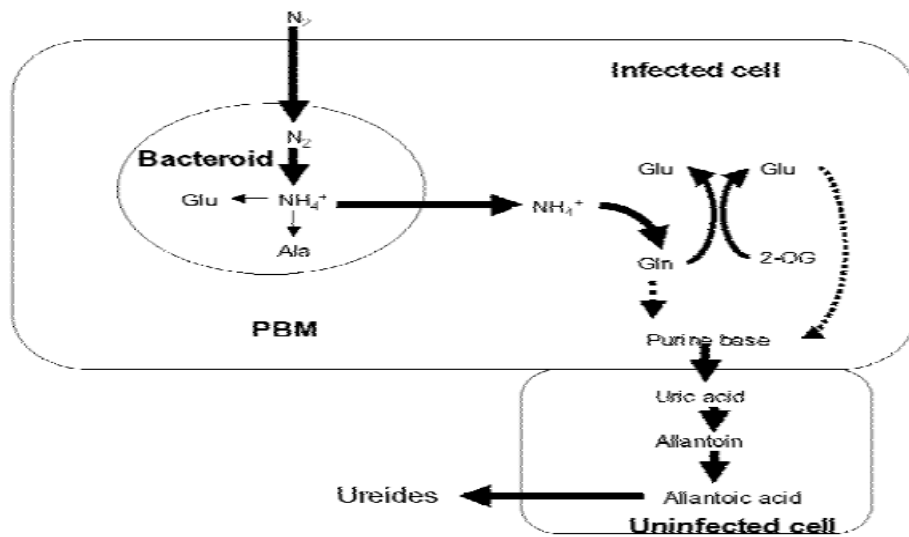 N₂
Infected cell
N₂
Bacteroid
Glu
NH₄⁺
Ala
NH₄⁺
Glu
Glu
Gln
2-OG
PBM
Purine base
Uric acid
Allantoin
Ureides
Allantoic acid
Uninfected cell